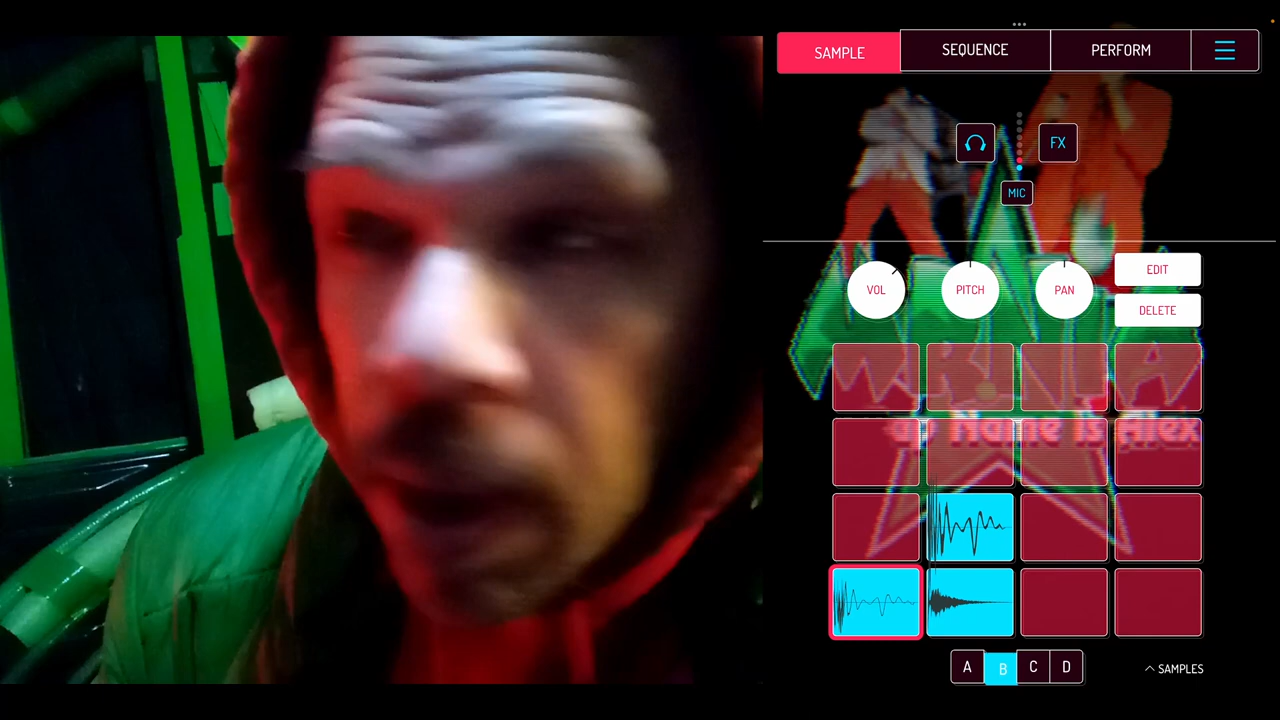 SAMPLE
SEQUENCE
PERFORM
FX
MIC
VOL
PITCH
PAN
EDIT
DELETE
Name Is Alex
A
B
C
D
SAMPLES